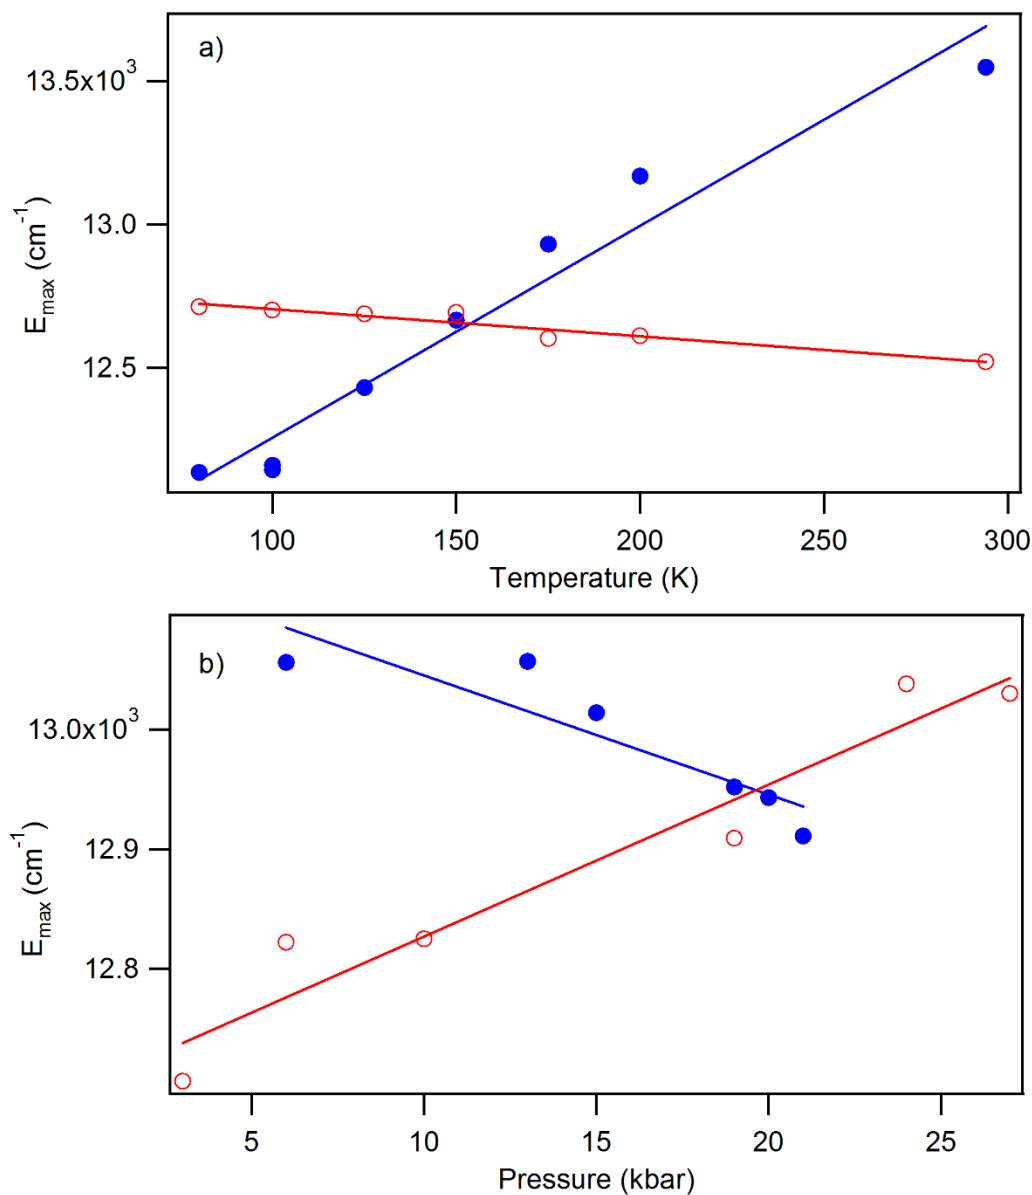 a)
13.5x10³
13.0
12.5
E_max (cm⁻¹)
100 150 200 250 300
Temperature (K)
b)
13.0x10³
12.9
12.8
E_max (cm⁻¹)
5 10 15 20 25
Pressure (kbar)